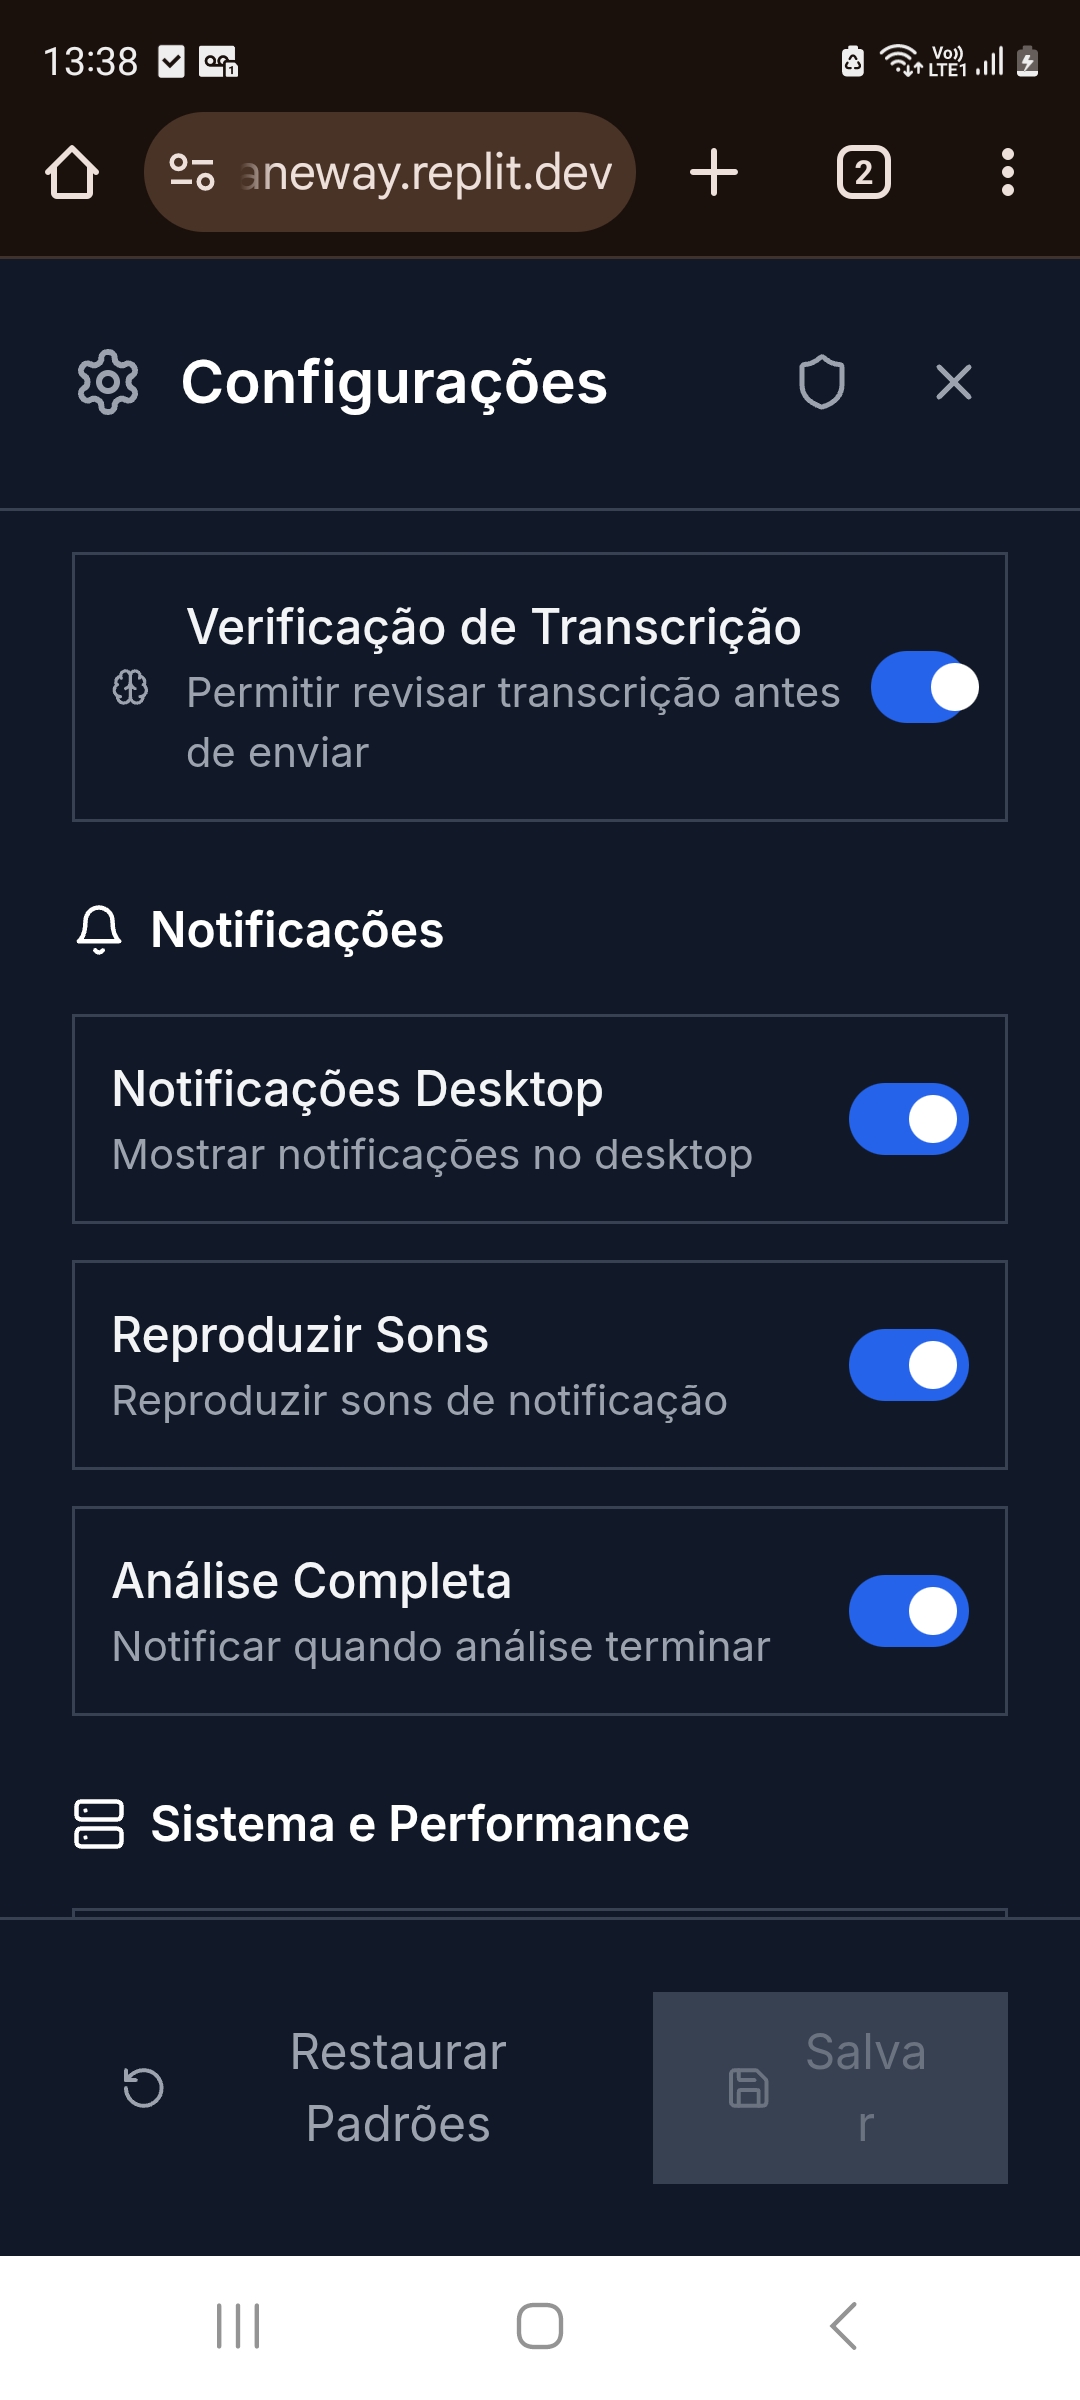 13:38
Vo))
LTE1
aneway.replit.dev
2
Configurações
Verificação de Transcrição
Permitir revisar transcrição antes
de enviar
Notificações
Notificações Desktop
Mostrar notificações no desktop
Reproduzir Sons
Reproduzir sons de notificação
Análise Completa
Notificar quando análise terminar
Sistema e Performance
Restaurar
Padrões
Salva
r